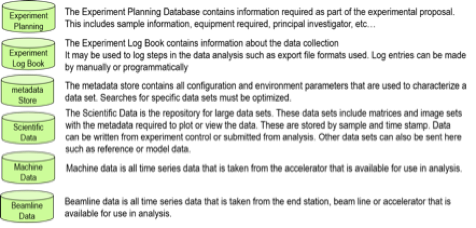 Experiment
Planning
The Experiment Planning Database contains information required as part of the experimental proposal.
This includes sample information, equipment required, principal investigator, etc…
Experiment
Log Book
The Experiment Log Book contains information about the data collection
It may be used to log steps in the data analysis such as export file formats used. Log entries can be made
by manually or programmatically
metadata
Store
The metadata store contains all configuration and environment parameters that are used to characterize a
data set. Searches for specific data sets must be optimized.
Scientific
Data
The Scientific Data is the repository for large data sets. These data sets include matrices and image sets
with the metadata required to plot or view the data. These are stored by sample and time stamp. Data
can be written from experiment control or submitted from analysis. Other data sets can also be sent here
such as reference or model data.
Machine
Data
Machine data is all time series data that is taken from the accelerator that is available for use in analysis.
Beamline
Data
Beamline data is all time series data that is taken from the end station, beam line or accelerator that is
available for use in analysis.